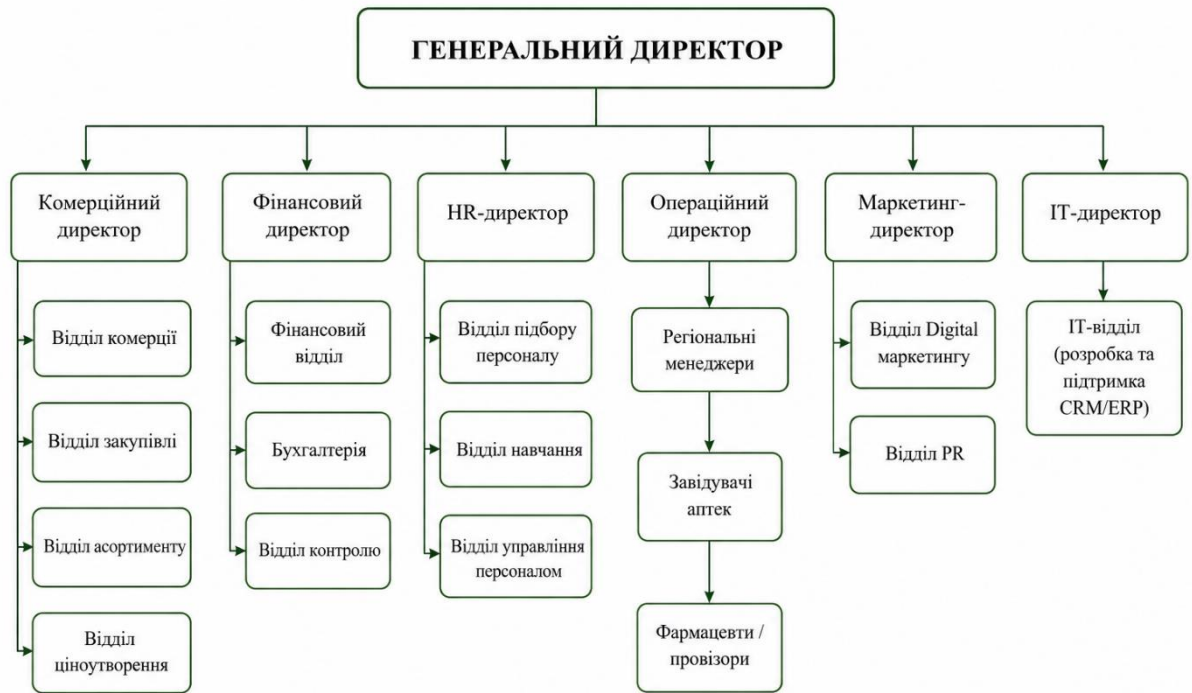 ГЕНЕРАЛЬНИЙ ДИРЕКТОР
Комерційний
директор
Фінансовий
директор
HR-директор
Операційний
директор
Маркетинг-
директор
ІТ-директор
Відділ комерції
Відділ закупівлі
Відділ асортименту
Відділ
ціноутворення
Фінансовий
відділ
Бухгалтерія
Відділ контролю
Відділ підбору
персоналу
Відділ навчання
Відділ управління
персоналом
Регіональні
менеджери
Завідувачі
аптек
Фармацевти /
провізори
Відділ Digital
маркетингу
Відділ PR
ІТ-відділ
(розробка та
підтримка
CRM/ERP)